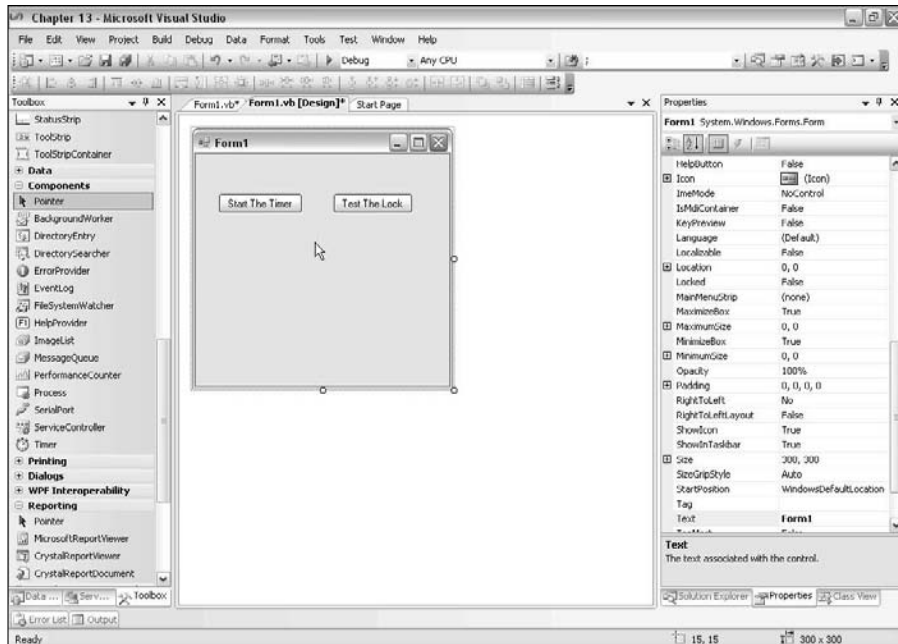 Chapter 13 - Microsoft Visual Studio
File Edit View Project Build Debug Data Format Tools Test Window Help
Debug Any CPU
Toolbox
StatusStrip
ToolStrip
ToolStripContainer
Data
Components
Pointer
BackgroundWorker
DirectoryEntry
DirectorySearcher
ErrorProvider
EventLog
FileSystemWatcher
HelpProvider
ImageList
MessageQueue
PerformanceCounter
Process
SerialPort
ServiceController
Timer
Printing
Dialogs
WPF Interoperability
Reporting
Pointer
MicrosoftReportViewer
CrystalReportViewer
CrystalReportDocument
Data ... Serv... Toolbox
Error List Output
Ready
Form1.vb* Form1.vb [Design]* Start Page
Form1
Start The Timer Test The Lock
Properties
Form1 System.Windows.Forms.Form
HelpButton False
Icon (Icon)
ImeMode NoControl
IsMdiContainer False
KeyPreview False
Language (Default)
Localizable False
Location 0, 0
Locked False
MainMenuStrip (none)
MaximizeBox True
MaximumSize 0, 0
MinimizeBox True
MinimumSize 0, 0
Opacity 100%
Padding 0, 0, 0, 0
RightToLeft No
RightToLeftLayout False
ShowIcon True
ShowInTaskbar True
Size 300, 300
SizeGripStyle Auto
StartPosition WindowsDefaultLocation
Tag
Text Form1
Text
The text associated with the control.
Solution Explorer Properties Class View
15, 15 300 x 300